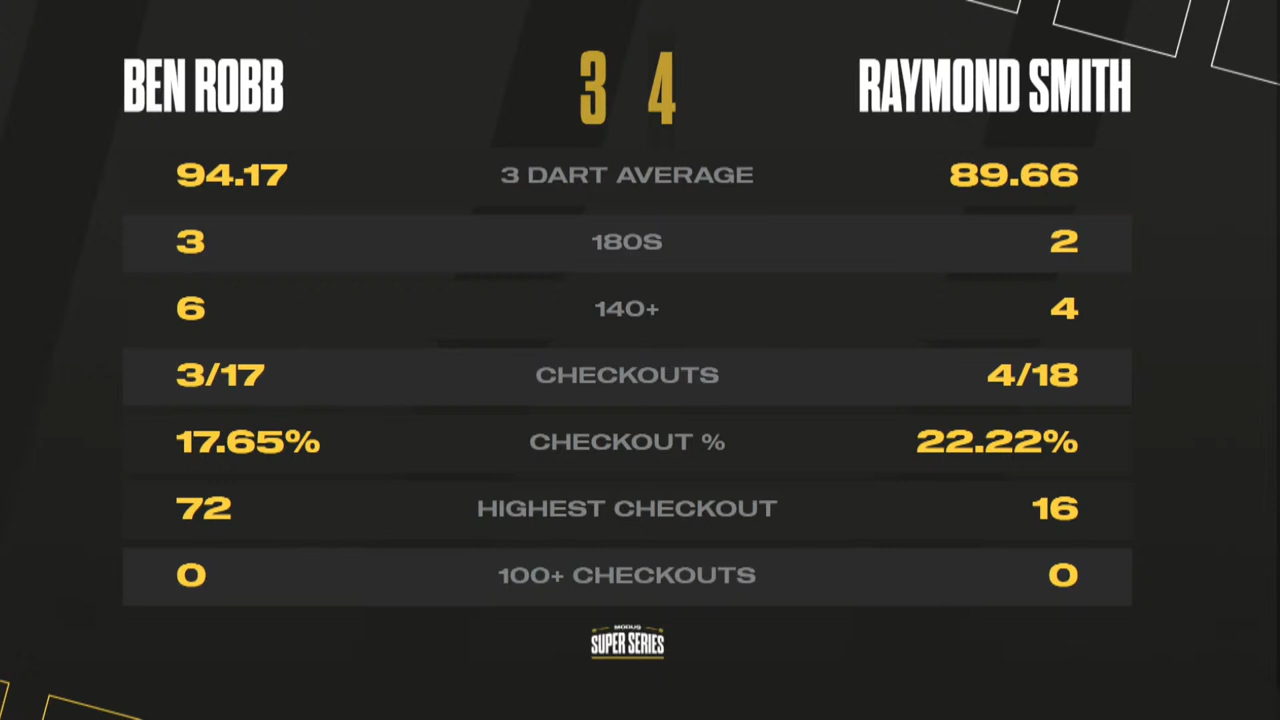 BEN ROBB 3 4 RAYMOND SMITH
94.17 3 DART AVERAGE 89.66
3 180S 2
6 140+ 4
3/17 CHECKOUTS 4/18
17.65% CHECKOUT % 22.22%
72 HIGHEST CHECKOUT 16
0 100+ CHECKOUTS 0
MODUS
SUPER SERIES